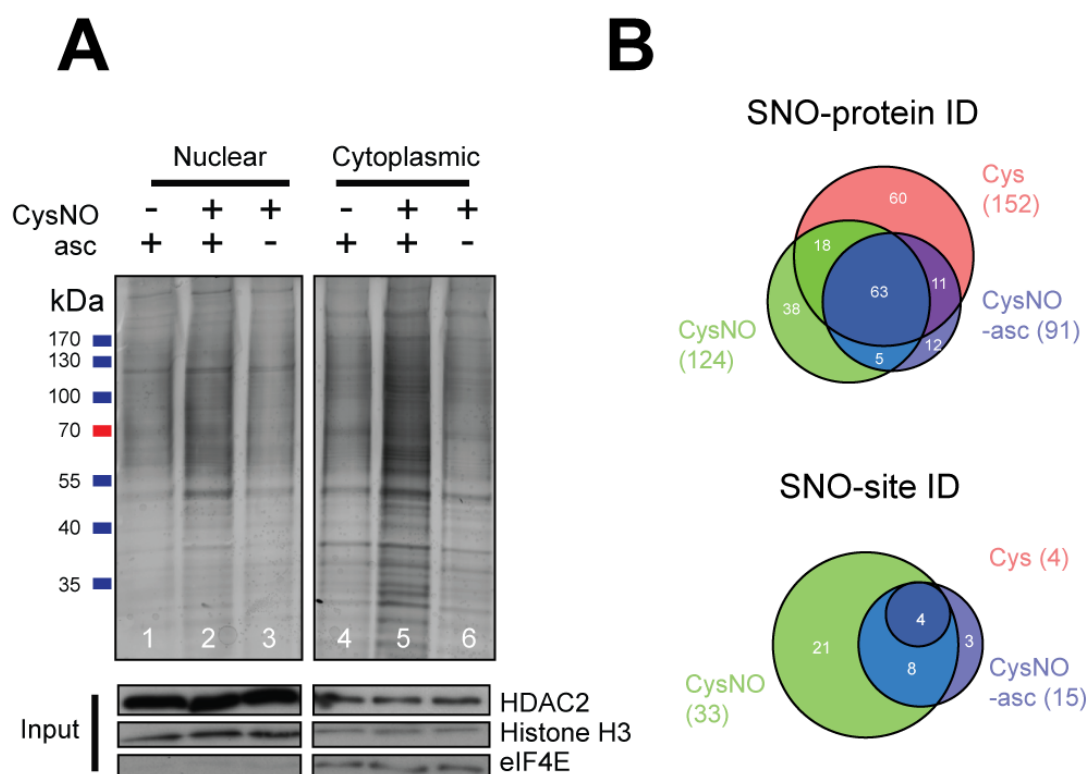 A
Nuclear Cytoplasmic
CysNO - + + - + +
asc + + - + + -
kDa
170
130
100
70
55
40
35
1 2 3 4 5 6
Input
HDAC2
Histone H3
eIF4E
B
SNO-protein ID
Cys
(152)
60
18
63
11
38
5
12
CysNO
-asc (91)
CysNO
(124)
SNO-site ID
Cys (4)
4
3
21
8
CysNO
-asc (15)
CysNO
(33)